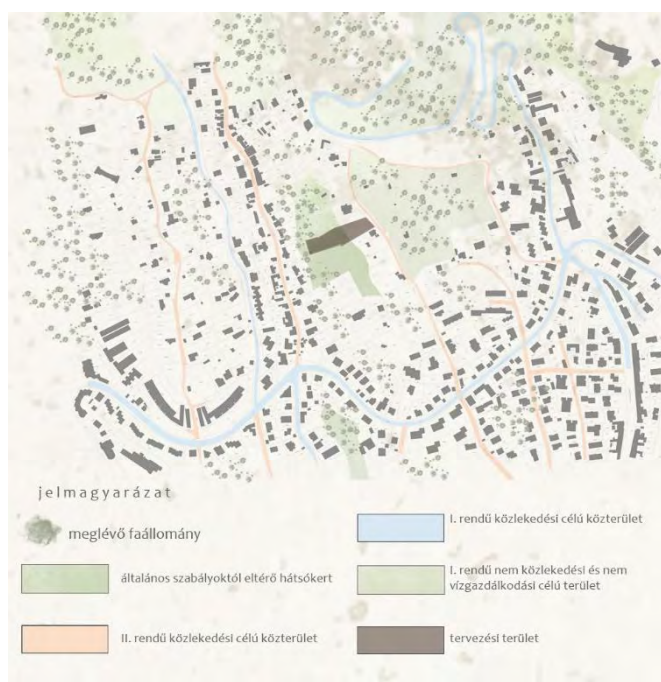 jelmagyarázat
meglévő faállomány
általános szabályoktól eltérő hátsókert
II. rendű közlekedési célú közterület
I. rendű közlekedési célú közterület
I. rendű nem közlekedési és nem
vízgazdálkodási célú terület
tervezési terület